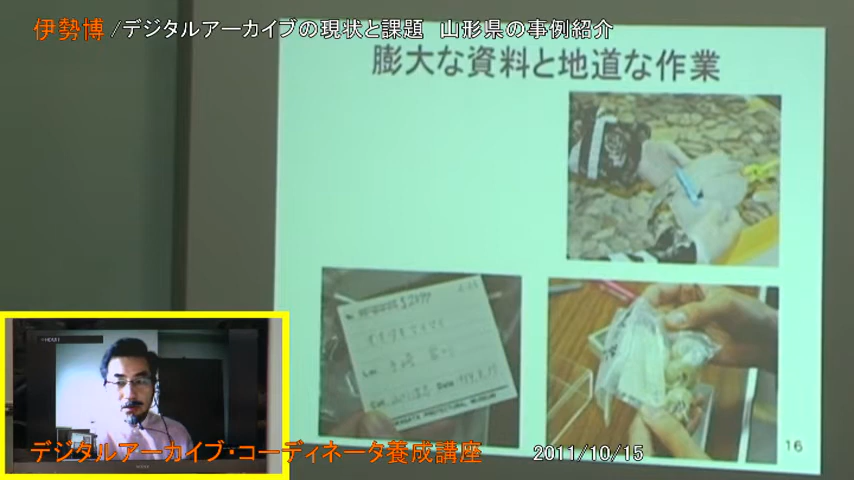 伊勢博 /デジタルアーカイブの現状と課題 山形県の事例紹介
膨大な資料と地道な作業
16
デジタルアーカイブ・コーディネータ養成講座 2011/10/15